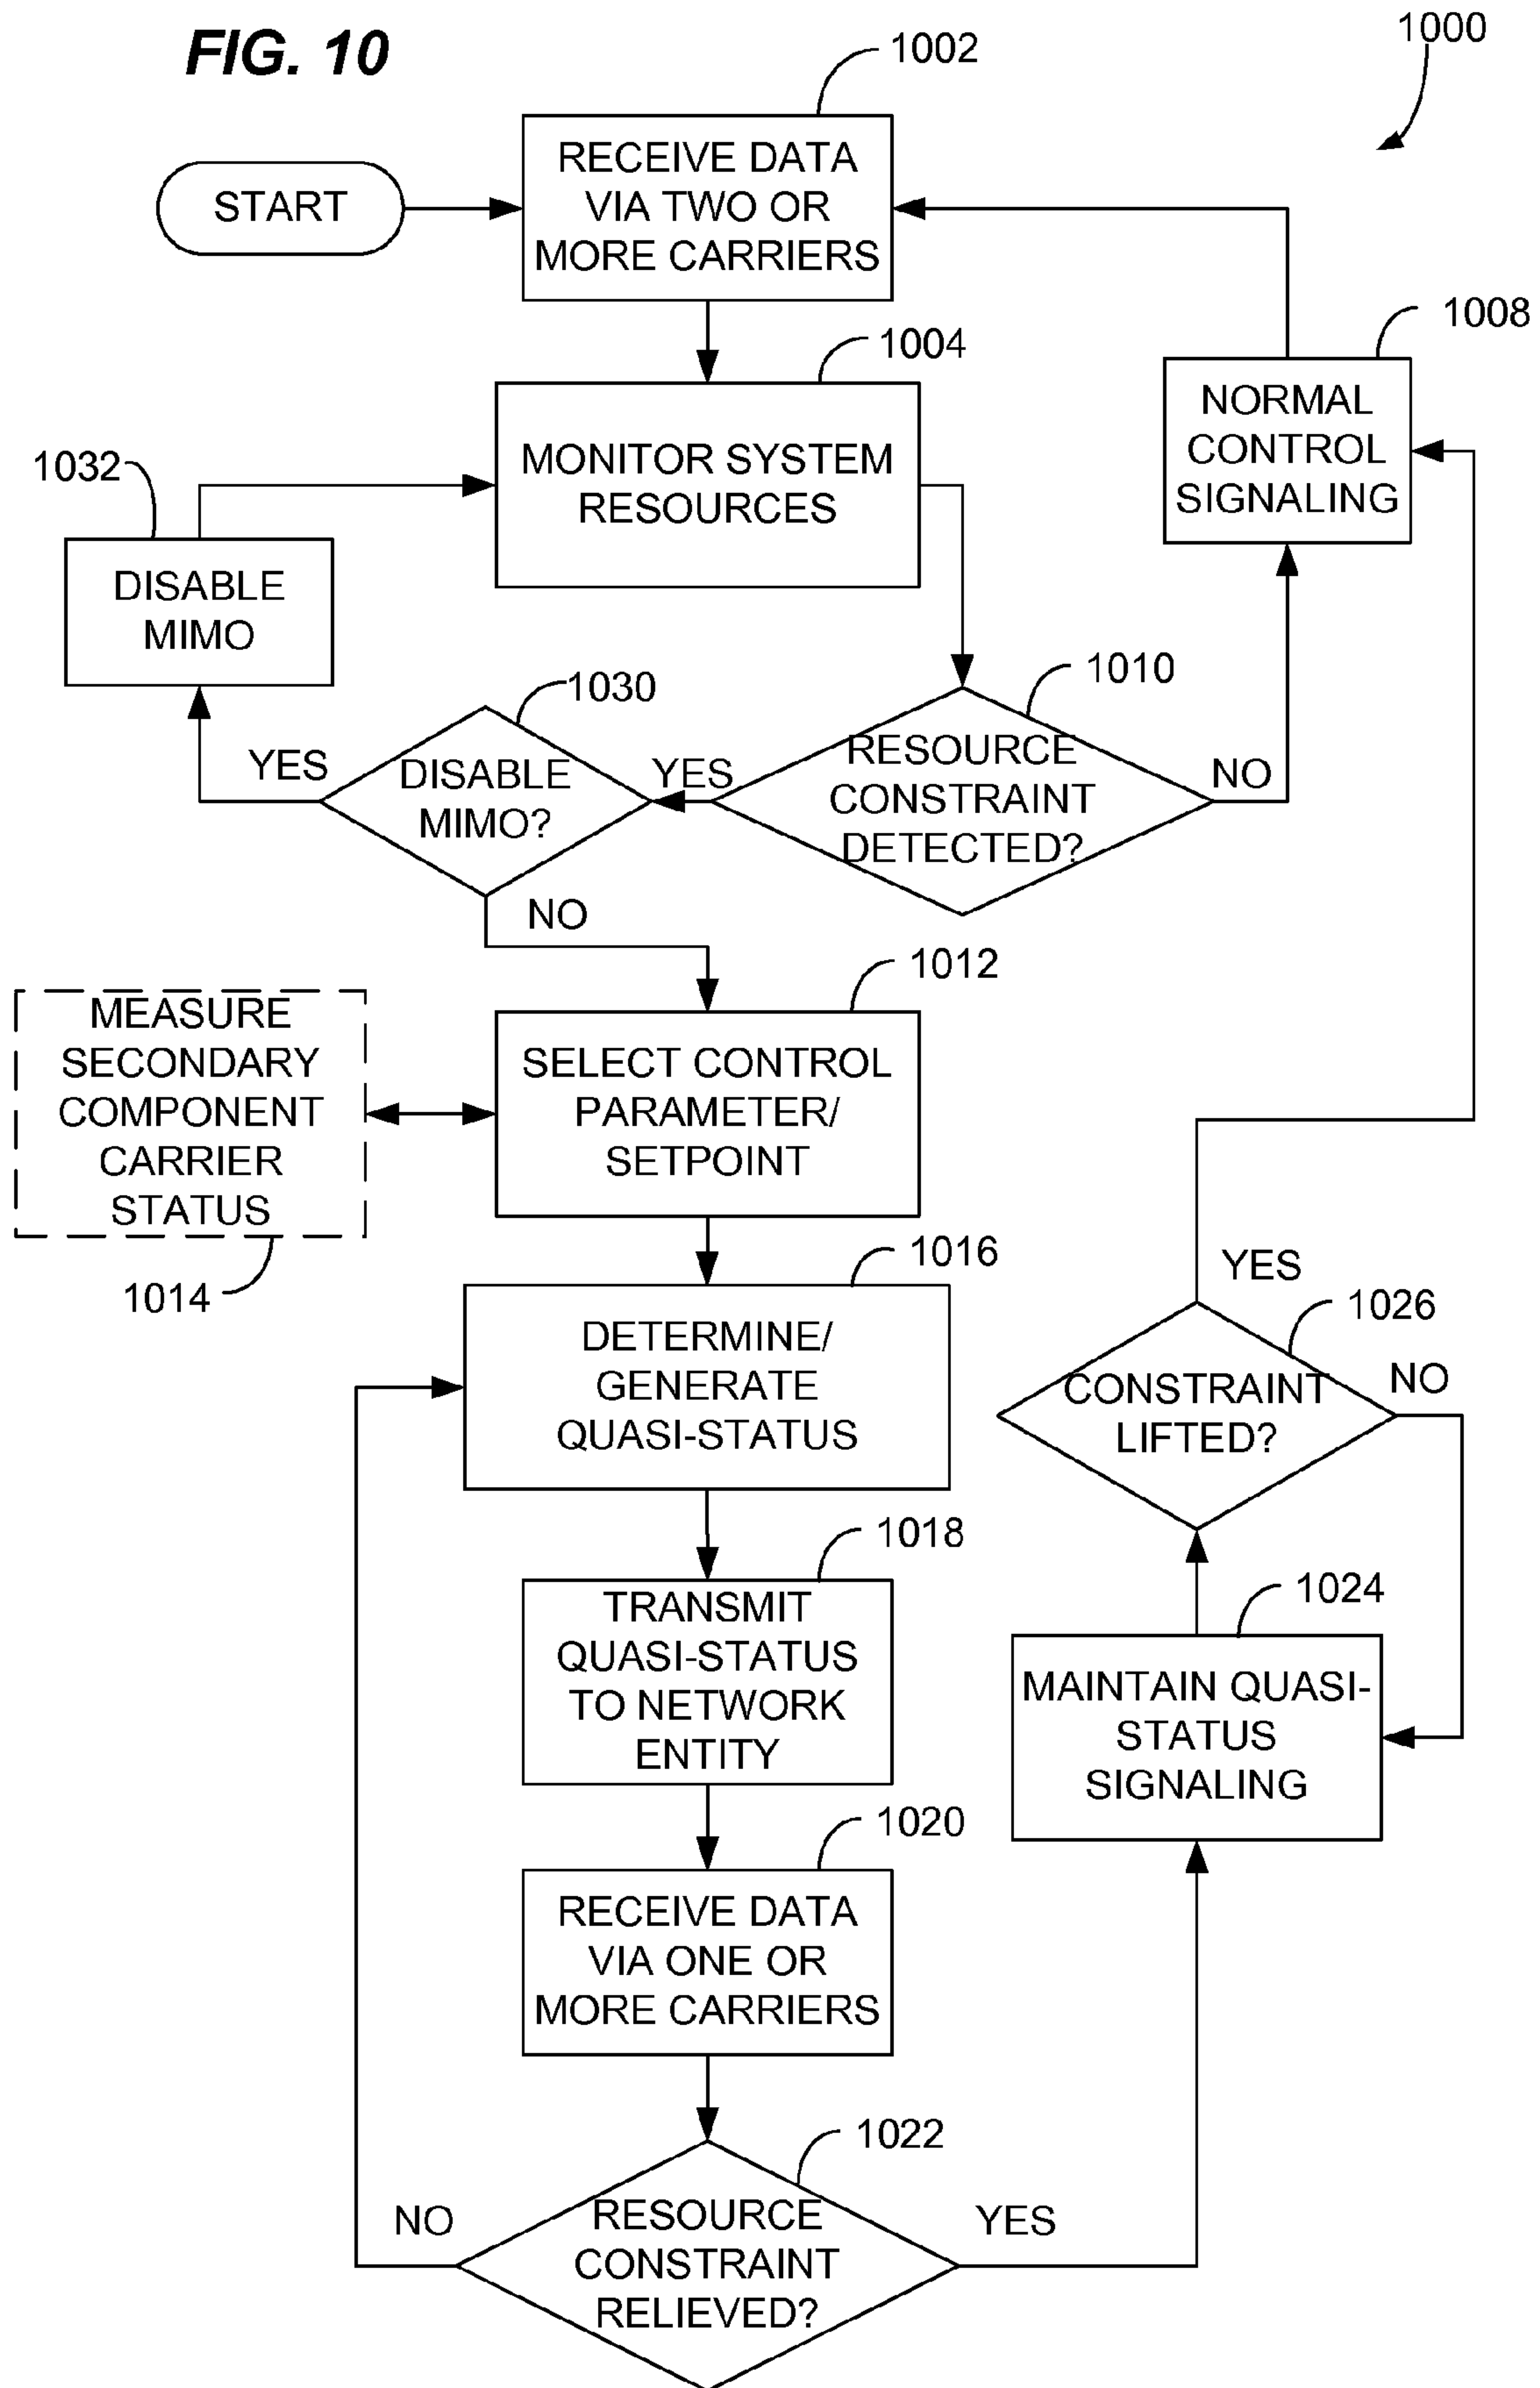 FIG. 10
1000
1002
RECEIVE DATA
VIA TWO OR
MORE CARRIERS
START
1008
NORMAL
CONTROL
SIGNALING
1004
MONITOR SYSTEM
RESOURCES
1032
DISABLE
MIMO
1030
DISABLE
MIMO?
YES
NO
1010
RESOURCE
CONSTRAINT
DETECTED?
YES
NO
1012
SELECT CONTROL
PARAMETER/
SETPOINT
MEASURE
SECONDARY
COMPONENT
CARRIER
STATUS
1014
1016
DETERMINE/
GENERATE
QUASI-STATUS
YES
1026
CONSTRAINT
LIFTED?
NO
1018
TRANSMIT
QUASI-STATUS
TO NETWORK
ENTITY
1024
MAINTAIN QUASI-
STATUS
SIGNALING
1020
RECEIVE DATA
VIA ONE OR
MORE CARRIERS
1022
NO
RESOURCE
CONSTRAINT
RELIEVED?
YES